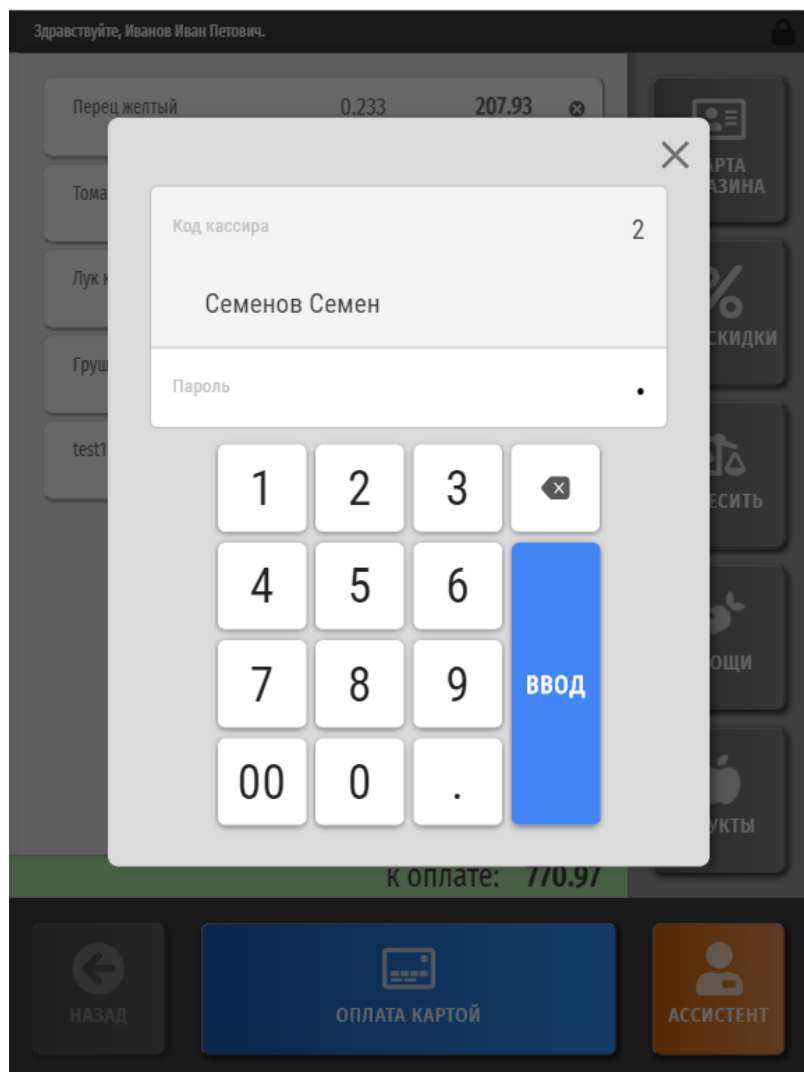 Здравствуйте, Иванов Иван Петович.
Перец желтый 0.233 207.93
Код кассира 2
Семенов Семен
Пароль
test1
1 2 3
4 5 6
7 8 9 ВВОД
00 0 .
СКИДКИ
к оплате: 770.97
НАЗАД
ОПЛАТА КАРТОЙ
АССИСТЕНТ